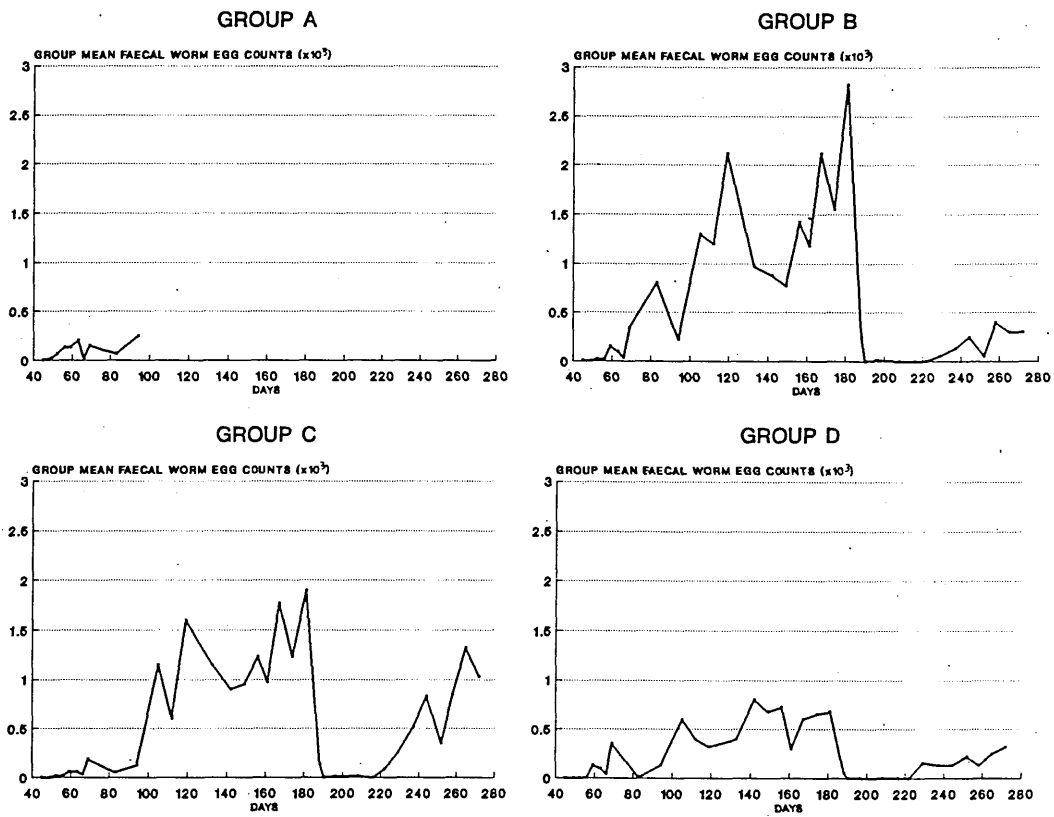 GROUP A
GROUP MEAN FAECAL WORM EGG COUNTS (x10³)
3
2.5
2
1.5
1
0.5
0
40 60 80 100 120 140 160 180 200 220 240 260 280
DAYS
GROUP B
GROUP MEAN FAECAL WORM EGG COUNTS (x10³)
3
2.5
2
1.5
1
0.5
0
40 60 80 100 120 140 160 180 200 220 240 260 280
DAYS
GROUP C
GROUP MEAN FAECAL WORM EGG COUNTS (x10³)
3
2.5
2
1.5
1
0.5
0
40 60 80 100 120 140 160 180 200 220 240 260 280
DAYS
GROUP D
GROUP MEAN FAECAL WORM EGG COUNTS (x10³)
3
2.5
2
1.5
1
0.5
0
40 60 80 100 120 140 160 180 200 220 240 260 280
DAYS